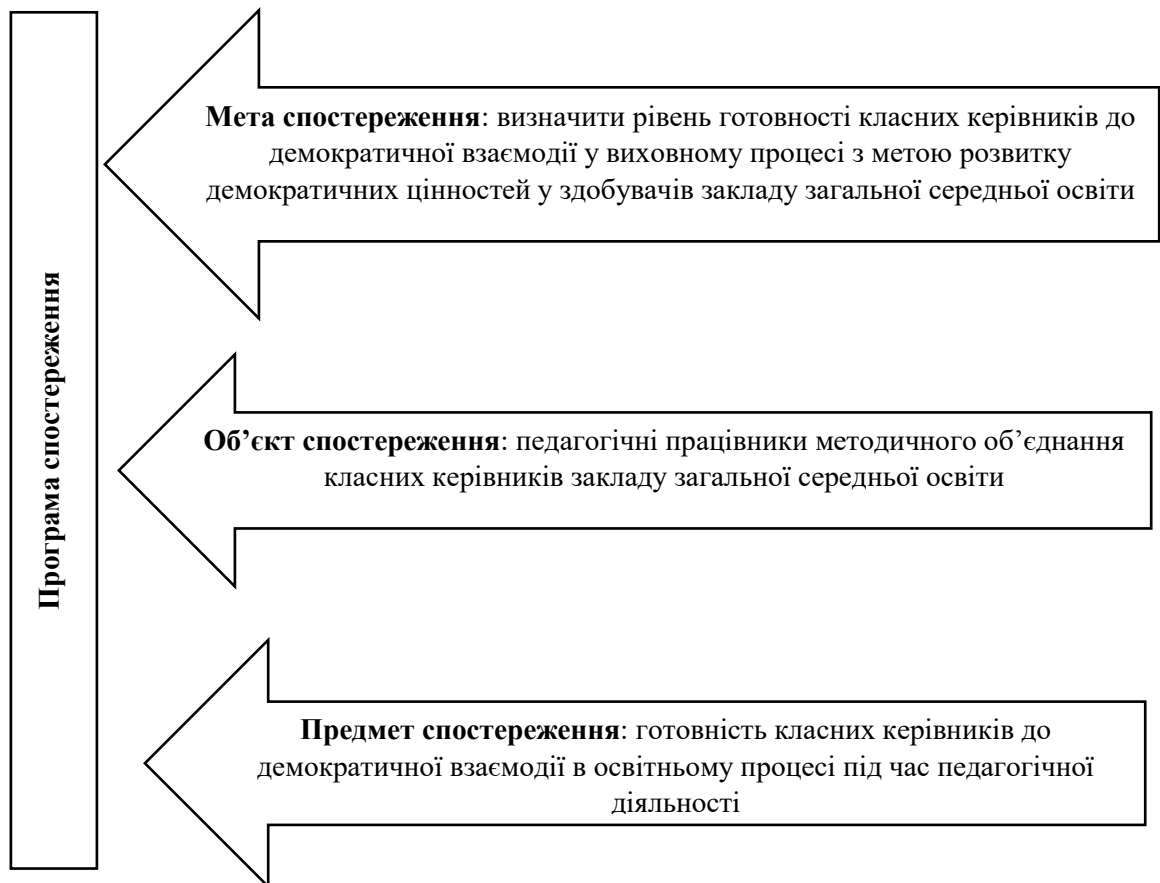 Програма спостереження
Мета спостереження: визначити рівень готовності класних керівників до
демократичної взаємодії у виховному процесі з метою розвитку
демократичних цінностей у здобувачів закладу загальної середньої освіти
Об’єкт спостереження: педагогічні працівники методичного об’єднання
класних керівників закладу загальної середньої освіти
Предмет спостереження: готовність класних керівників до
демократичної взаємодії в освітньому процесі під час педагогічної
діяльності